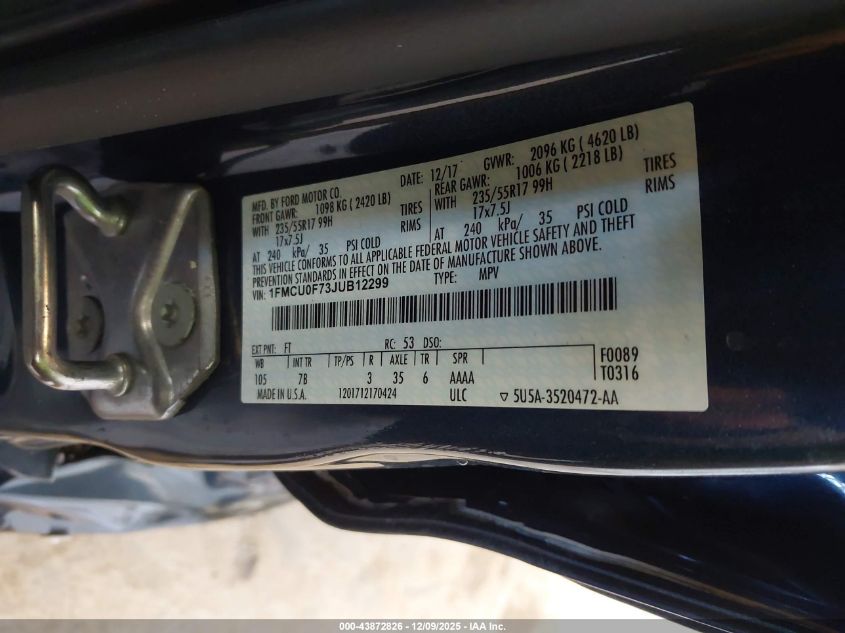 MFD. BY FORD MOTOR CO. DATE: 12/17 GVWR: 2096 KG ( 4620 LB)
FRONT GAWR: 1098 KG ( 2420 LB) REAR GAWR: 1006 KG ( 2218 LB)
WITH 235/55R17 99H TIRES WITH 235/55R17 99H TIRES
17x7.5J RIMS 17x7.5J RIMS
AT 240 kPa/ 35 PSI COLD AT 240 kPa/ 35 PSI COLD
THIS VEHICLE CONFORMS TO ALL APPLICABLE FEDERAL MOTOR VEHICLE SAFETY AND THEFT
PREVENTION STANDARDS IN EFFECT ON THE DATE OF MANUFACTURE SHOWN ABOVE.
VIN: 1FMCU0F73JUB12299 TYPE: MPV
EXT PNT: FT RC: 53 DSO: F0089
WB INT TR TP/PS R AXLE TR SPR T0316
105 7B 3 35 6 AAAA
MADE IN U.S.A. 1201712170424 ULC ▽ 5U5A-3520472-AA
000-43872826 - 12/09/2025 - IAA Inc.